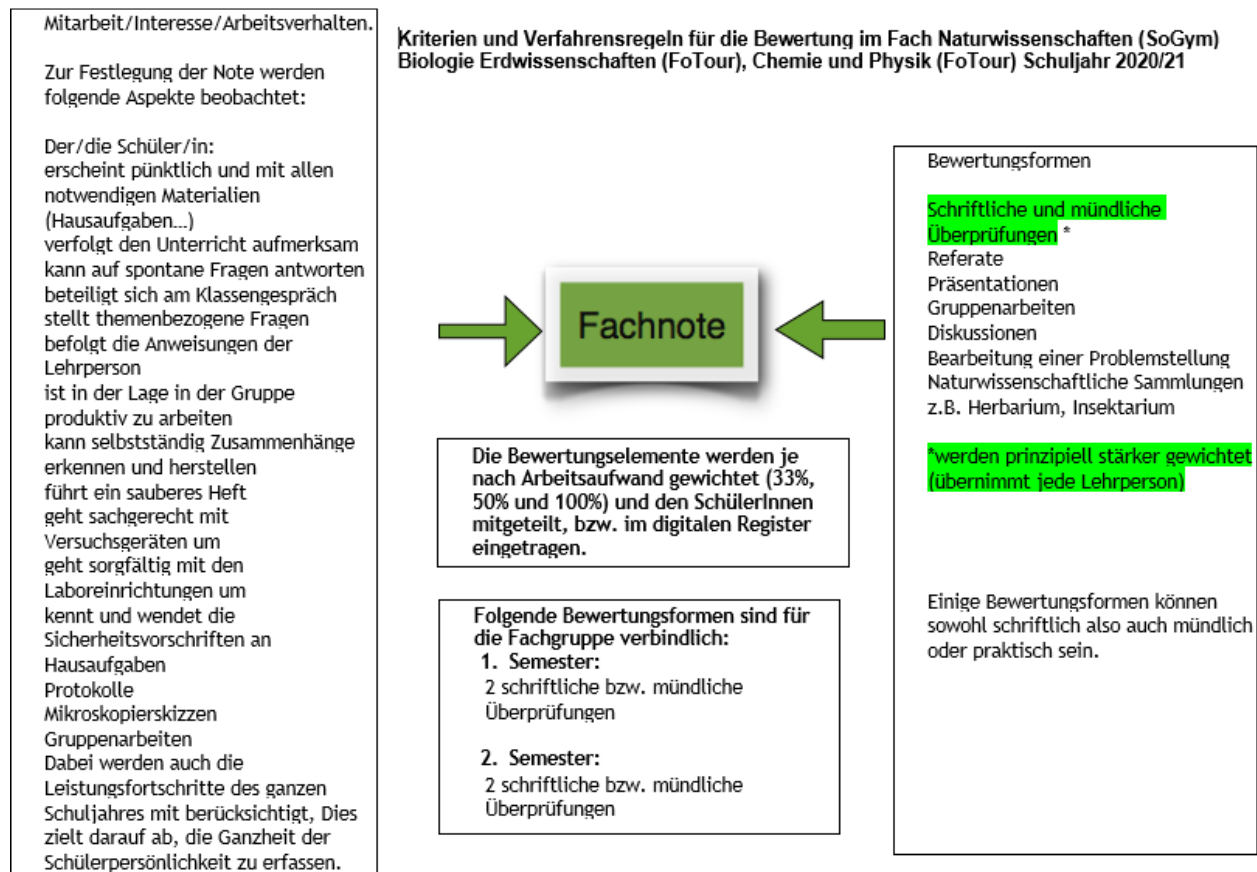 Mitarbeit/Interesse/Arbeitsverhalten.
Zur Festlegung der Note werden
folgende Aspekte beobachtet:
Der/die Schüler/in:
erscheint pünktlich und mit allen
notwendigen Materialien
(Hausaufgaben...)
verfolgt den Unterricht aufmerksam
kann auf spontane Fragen antworten
beteiligt sich am Klassengespräch
stellt themenbezogene Fragen
befolgt die Anweisungen der
Lehrperson
ist in der Lage in der Gruppe
produktiv zu arbeiten
kann selbstständig Zusammenhänge
erkennen und herstellen
führt ein sauberes Heft
geht sachgerecht mit
Versuchsgeräten um
geht sorgfältig mit den
Laboreinrichtungen um
kennt und wendet die
Sicherheitsvorschriften an
Hausaufgaben
Protokolle
Mikroskopierskizzen
Gruppenarbeiten
Dabei werden auch die
Leistungsfortschritte des ganzen
Schuljahres mit berücksichtigt, Dies
zielt darauf ab, die Ganzheit der
Schülerpersönlichkeit zu erfassen.
Kriterien und Verfahrensregeln für die Bewertung im Fach Naturwissenschaften (SoGym)
Biologie Erdwissenschaften (FoTour), Chemie und Physik (FoTour) Schuljahr 2020/21
Fachnote
Die Bewertungselemente werden je
nach Arbeitsaufwand gewichtet (33%,
50% und 100%) und den SchülerInnen
mitgeteilt, bzw. im digitalen Register
eingetragen.
Folgende Bewertungsformen sind für
die Fachgruppe verbindlich:
1. Semester:
2 schriftliche bzw. mündliche
Überprüfungen
2. Semester:
2 schriftliche bzw. mündliche
Überprüfungen
Bewertungsformen
Schriftliche und mündliche
Überprüfungen *
Referate
Präsentationen
Gruppenarbeiten
Diskussionen
Bearbeitung einer Problemstellung
Naturwissenschaftliche Sammlungen
z.B. Herbarium, Insektarium
*werden prinzipiell stärker gewichtet
(übernimmt jede Lehrperson)
Einige Bewertungsformen können
sowohl schriftlich also auch mündlich
oder praktisch sein.